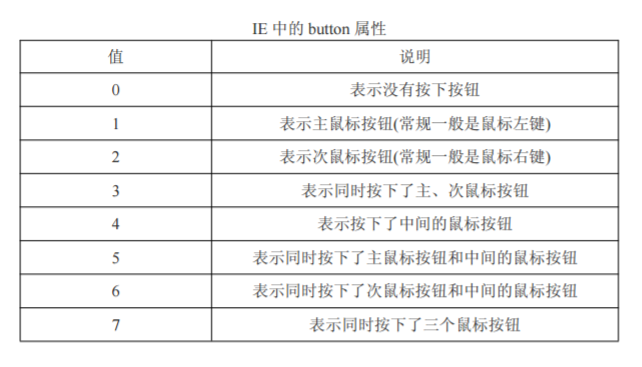 IE 中的 button 属性
值 说明
0 表示没有按下按钮
1 表示主鼠标按钮(常规一般是鼠标左键)
2 表示次鼠标按钮(常规一般是鼠标右键)
3 表示同时按下了主、次鼠标按钮
4 表示按下了中间的鼠标按钮
5 表示同时按下了主鼠标按钮和中间的鼠标按钮
6 表示同时按下了次鼠标按钮和中间的鼠标按钮
7 表示同时按下了三个鼠标按钮